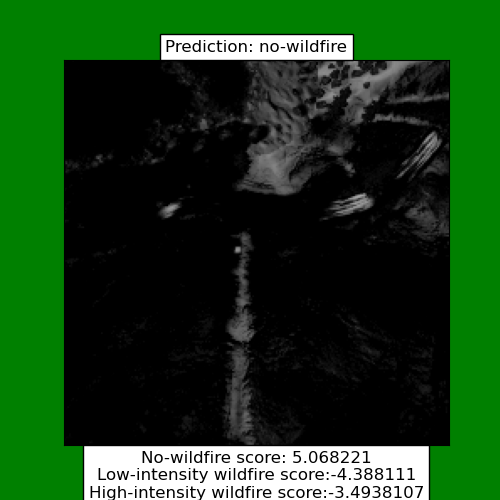 Prediction: no-wildfire
No-wildfire score: 5.068221
Low-intensity wildfire score:-4.388111
High-intensity wildfire score:-3.4938107